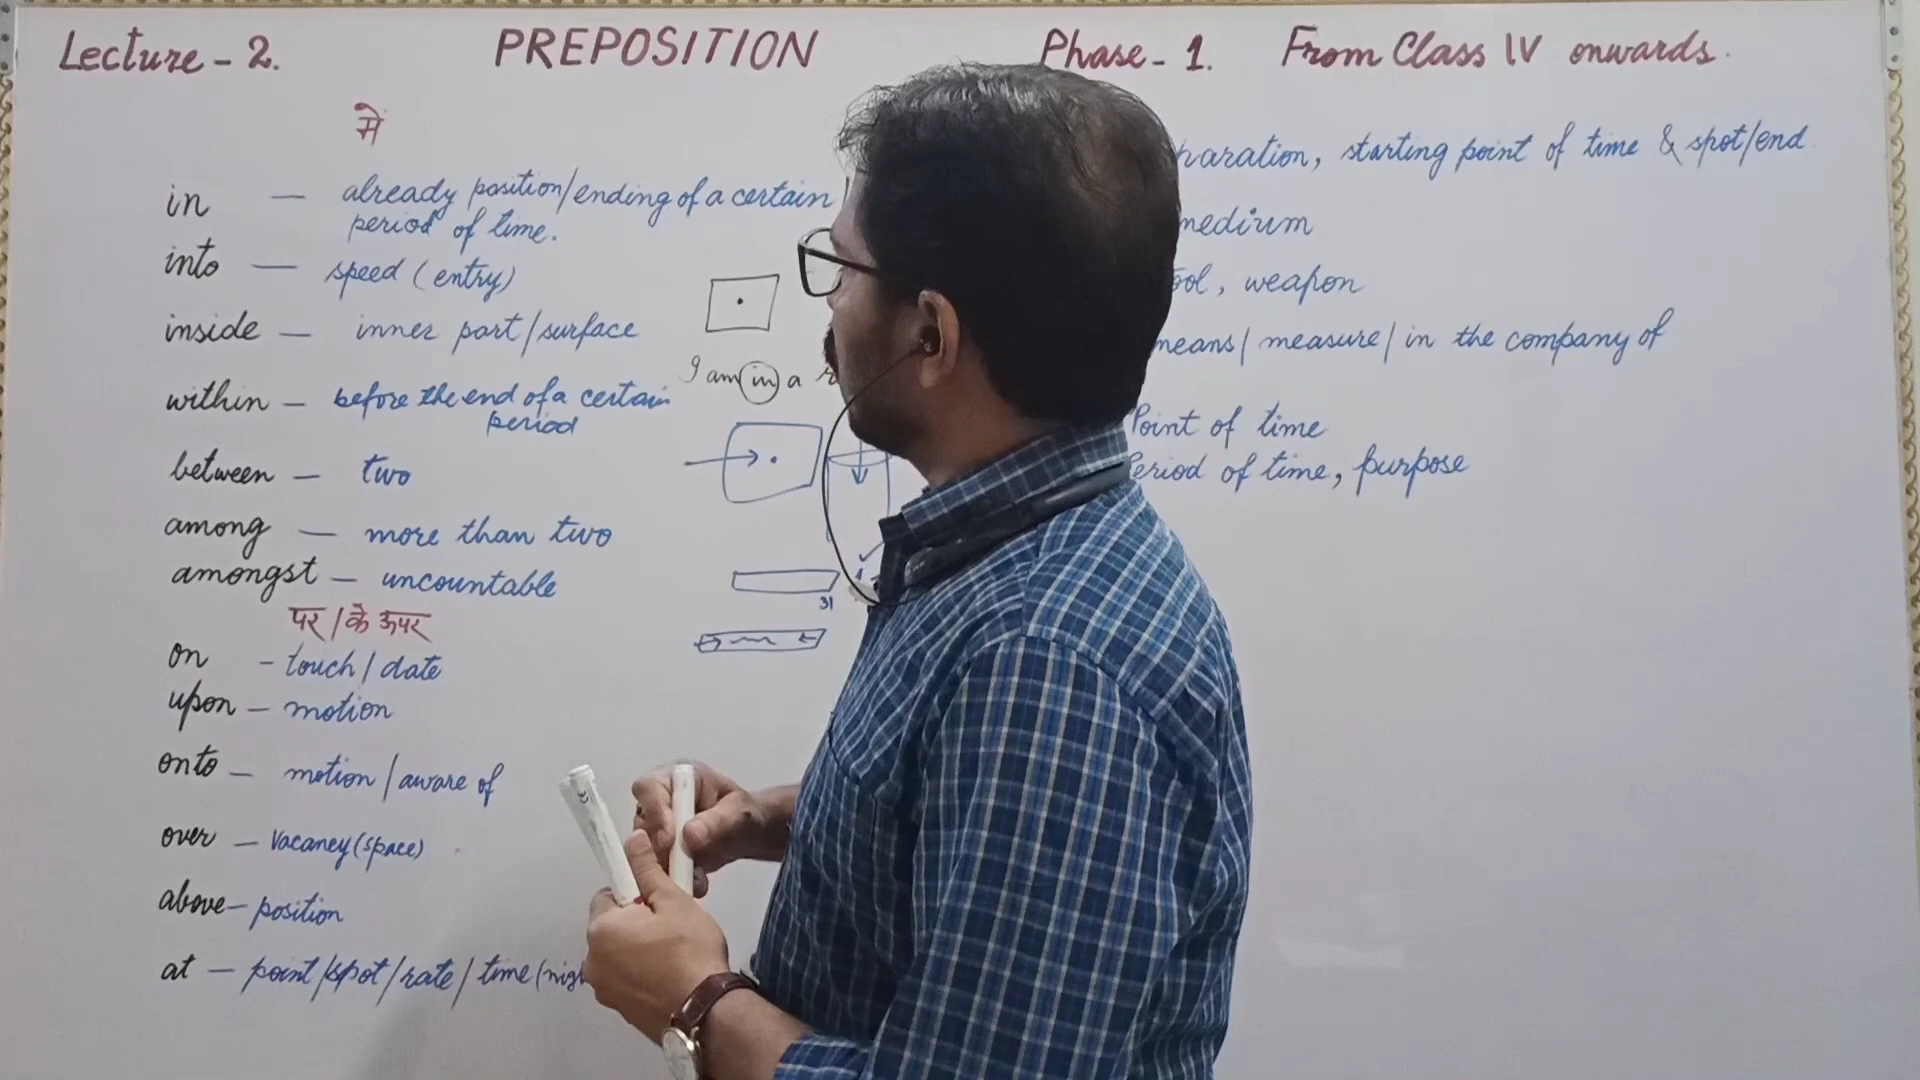 Lecture - 2. PREPOSITION Phase - 1. From Class IV onwards.
में
in — already position/ending of a certain
period of time.
into — speed (entry)
inside — inner part/surface
within — before the end of a certain
period
between — two
among — more than two
amongst — uncountable
पर/के ऊपर
on - touch/date
upon — motion
onto — motion/aware of
over — vacancy (space)
above — position
at — point/spot/rate/time
I am in a
31
starting point of time & spot/end
medium
, weapon
means/measure/in the company of
Point of time
Period of time, purpose